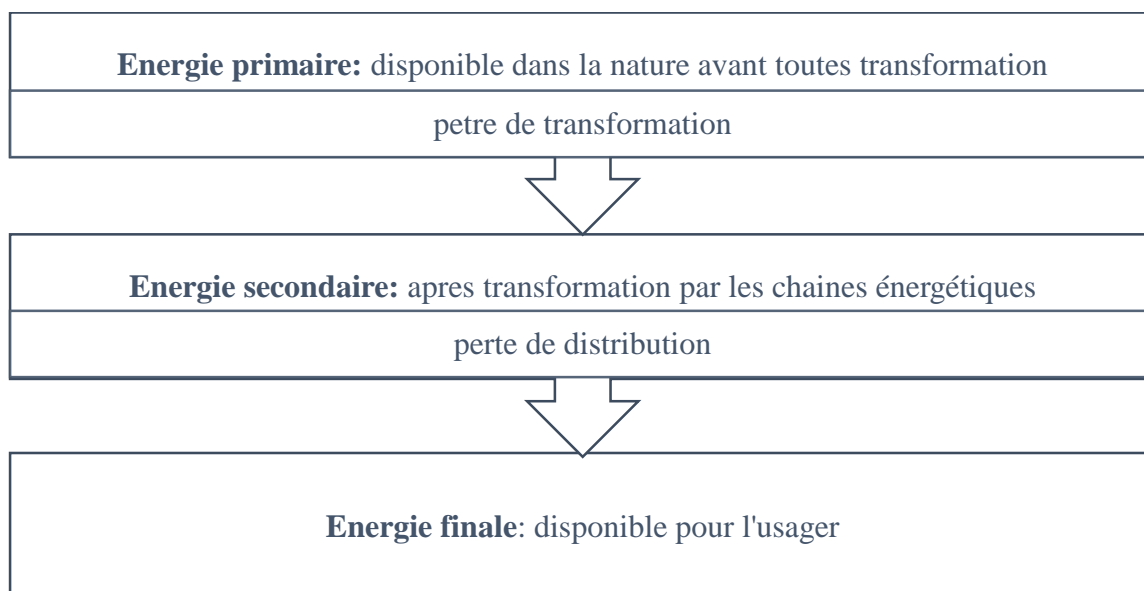 Energie primaire: disponible dans la nature avant toutes transformation
petre de transformation
Energie secondaire: apres transformation par les chaines énergétiques
perte de distribution
Energie finale: disponible pour l'usager